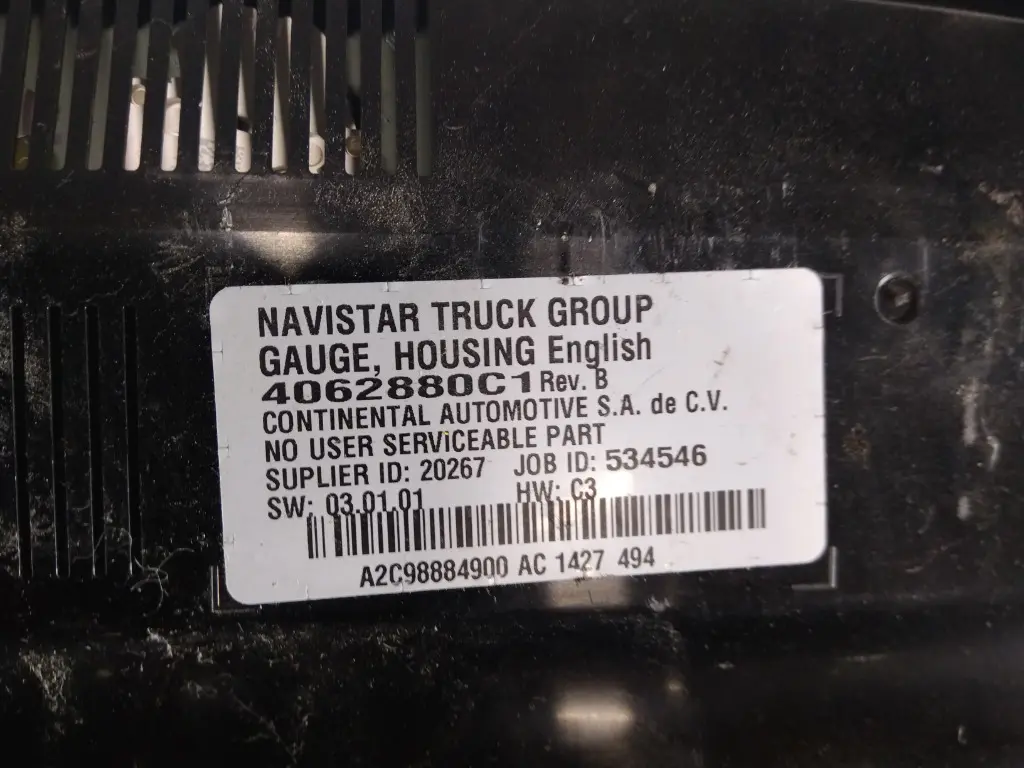 NAVISTAR TRUCK GROUP
GAUGE, HOUSING English
4062880C1 Rev. B
CONTINENTAL AUTOMOTIVE S.A. de C.V.
NO USER SERVICEABLE PART
SUPLIER ID: 20267 JOB ID: 534546
SW: 03.01.01 HW: C3
A2C98884900 AC 1427 494